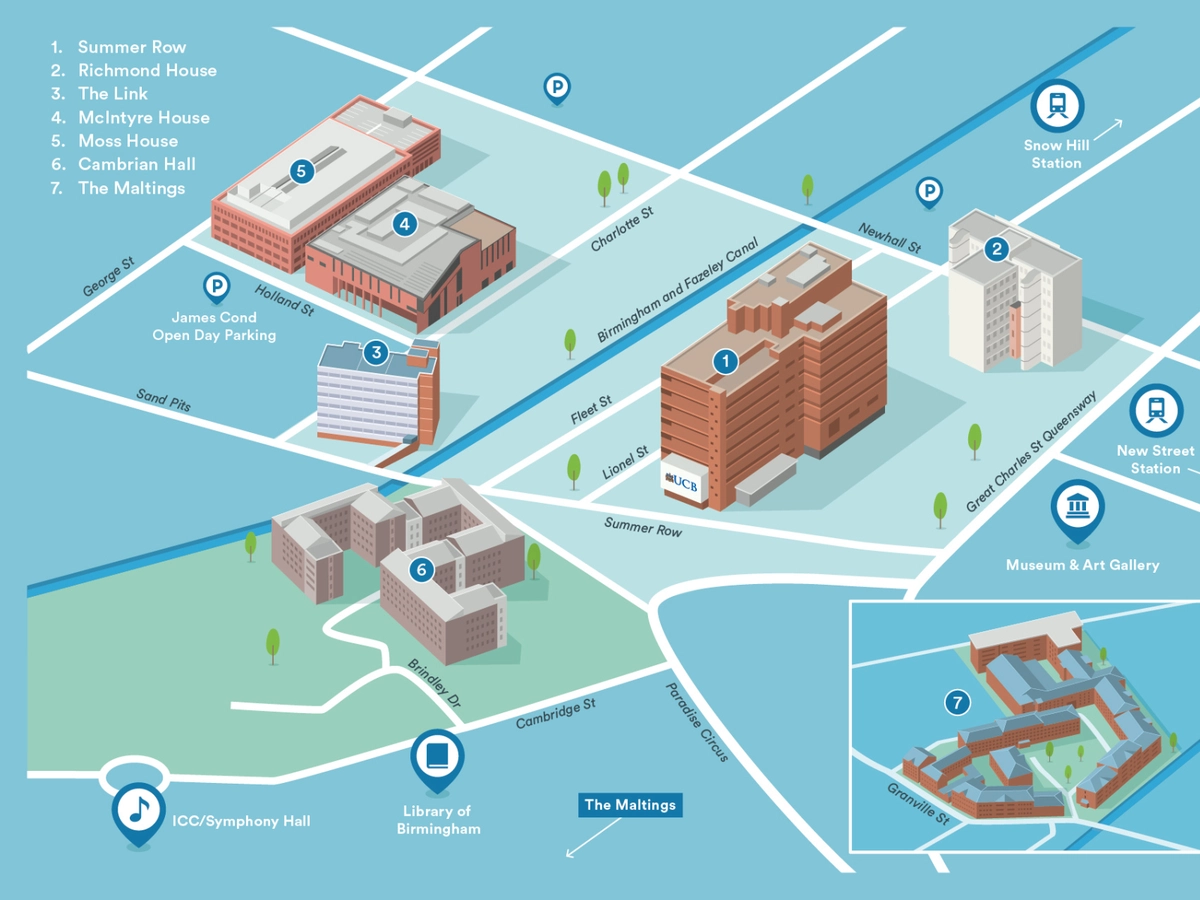 1. Summer Row
2. Richmond House
3. The Link
4. McIntyre House
5. Moss House
6. Cambrian Hall
7. The Maltings
P
Snow Hill
Station
5
P
4
Charlotte St
Newhall St
2
George St
Birmingham and Fazeley Canal
P
Holland St
James Cond
Open Day Parking
3
1
Sand Pits
Fleet St
Great Charles St Queensway
New Street
Station
Lionel St
UCB
Summer Row
6
Museum & Art Gallery
Brindley Dr
Cambridge St
Paradise Circus
7
Granville St
Library of
Birmingham
The Maltings
ICC/Symphony Hall